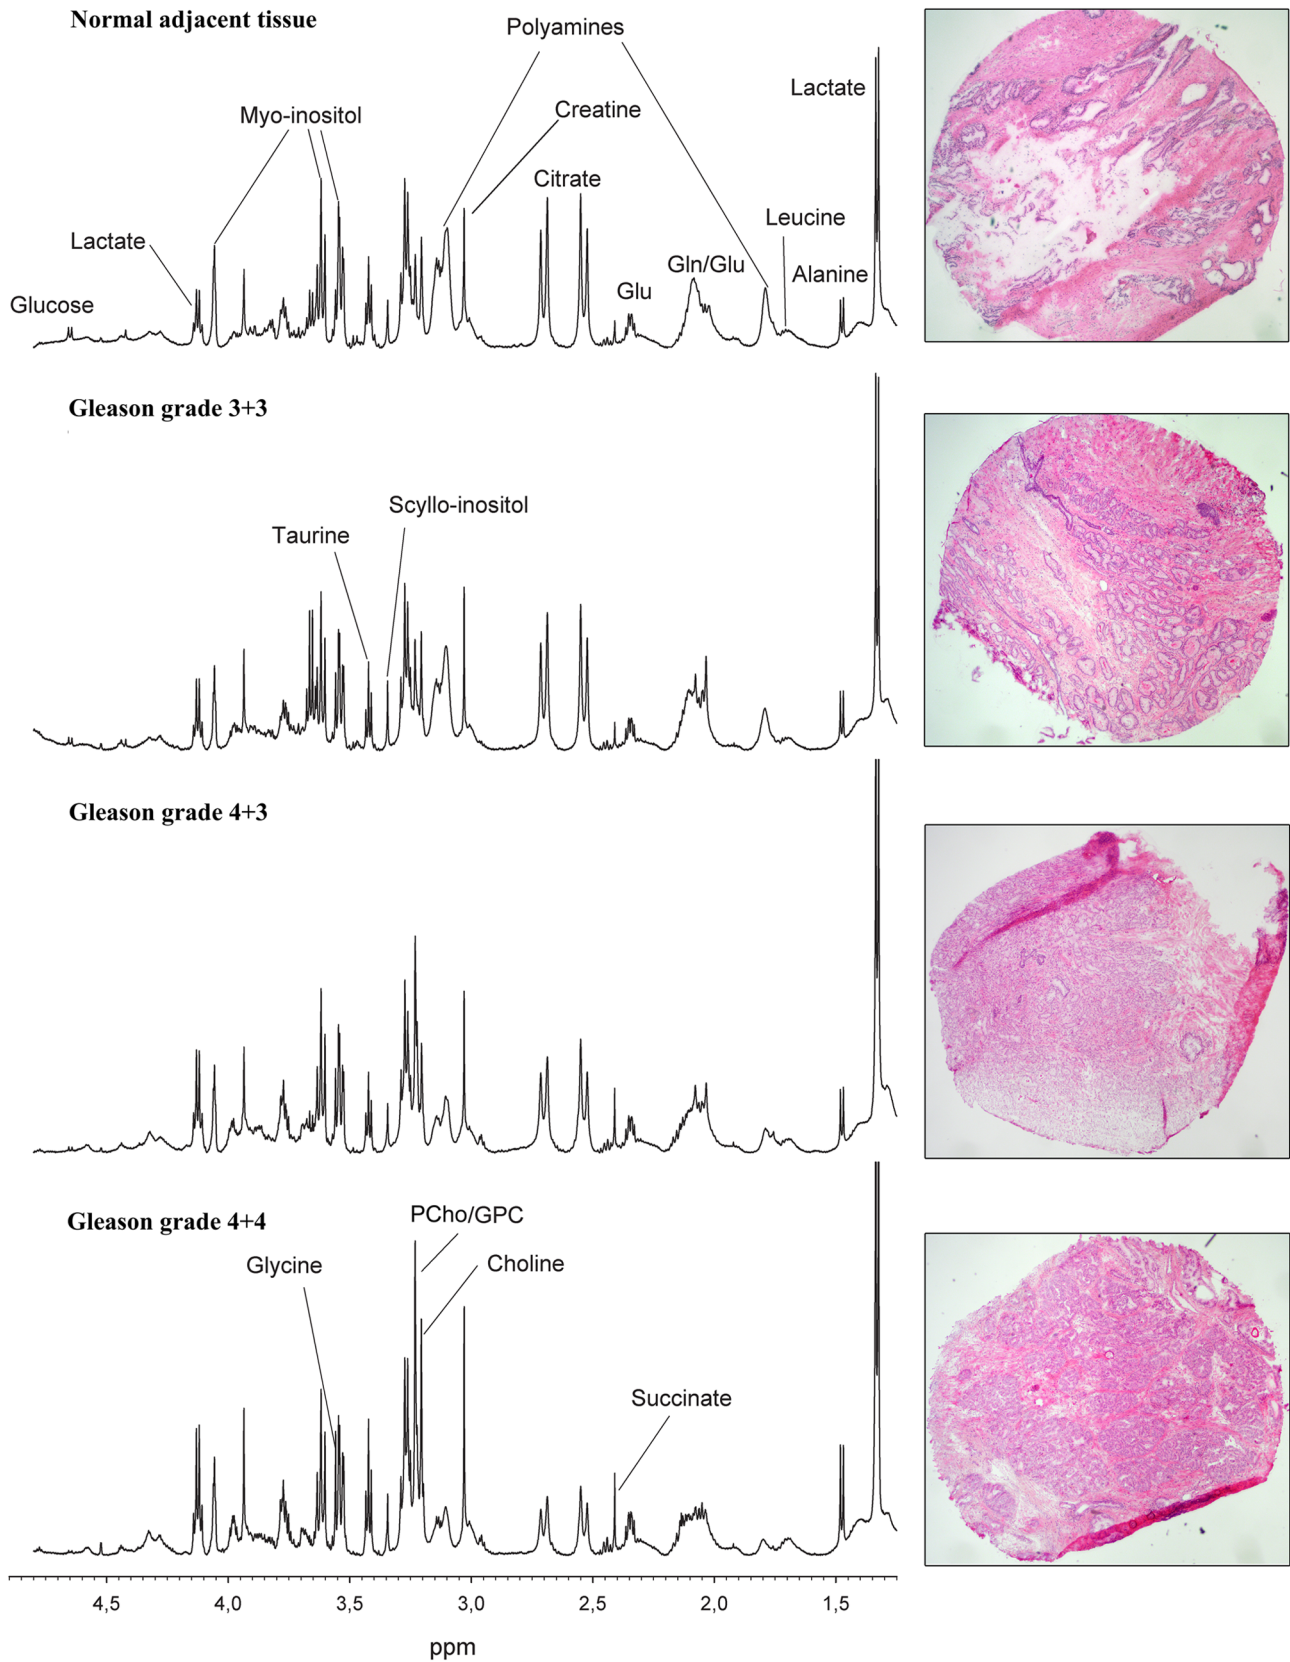 Normal adjacent tissue
Polyamines
Lactate
Creatine
Myo-inositol
Citrate
Leucine
Lactate
Gln/Glu
Alanine
Glu
Glucose
Gleason grade 3+3
Scyllo-inositol
Taurine
Gleason grade 4+3
PCho/GPC
Gleason grade 4+4
Glycine
Choline
Succinate
4,5 4,0 3,5 3,0 2,5 2,0 1,5
ppm